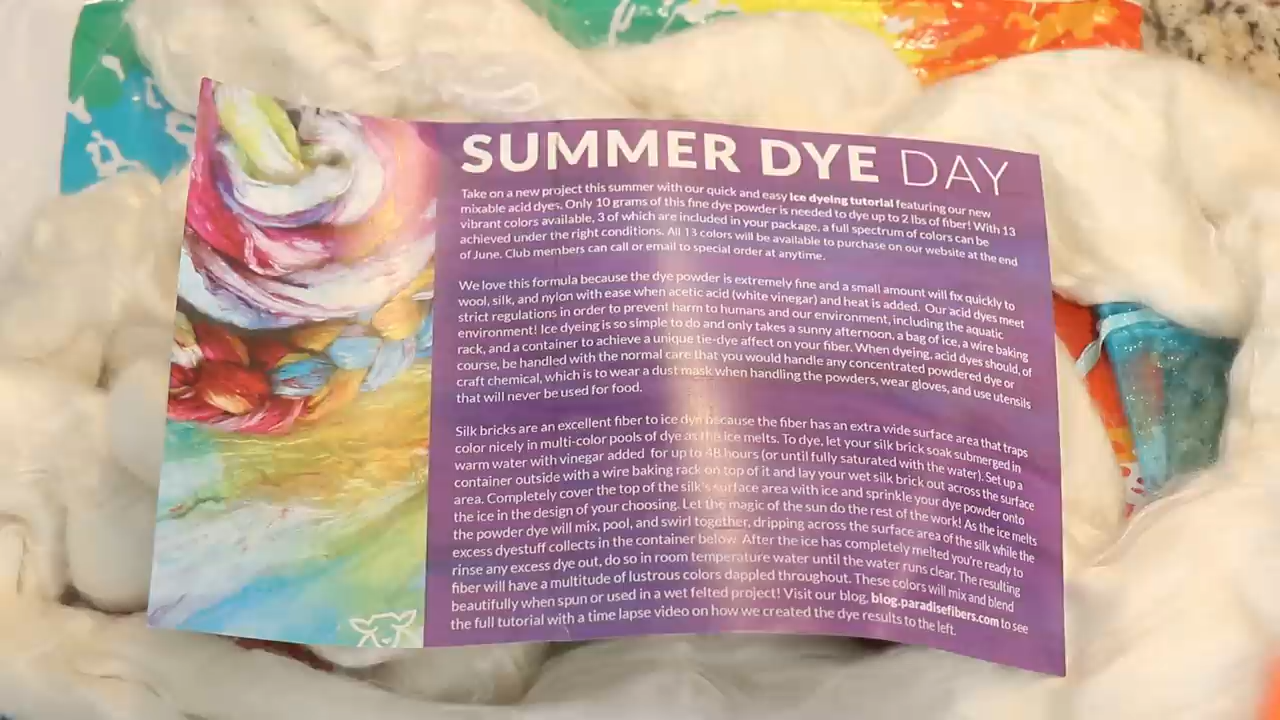 SUMMER DYE DAY
Take on a new project this summer with our quick and easy Ice dyeing tutorial featuring our new
mixable acid dyes. Only 10 grams of this fine dye powder is needed to dye up to 2 lbs of fiber! With 13
vibrant colors available, 3 of which are included in your package, a full spectrum of colors can be
achieved under the right conditions. All 13 colors will be available to purchase on our website at the end
of June. Club members can call or email to special order at anytime.
We love this formula because the dye powder is extremely fine and a small amount will fix quickly to
wool, silk, and nylon with ease when acetic acid (white vinegar) and heat is added. Our acid dyes meet
strict regulations in order to prevent harm to humans and our environment, including the aquatic
environment! Ice dyeing is so simple to do and only takes a sunny afternoon, a bag of ice, a wire baking
rack, and a container to achieve a unique tie-dye affect on your fiber. When dyeing, acid dyes should, of
course, be handled with the normal care that you would handle any concentrated powdered dye or
craft chemical, which is to wear a dust mask when handling the powders, wear gloves, and use utensils
that will never be used for food.
Silk bricks are an excellent fiber to ice dye because the fiber has an extra wide surface area that traps
color nicely in multi-color pools of dye as the ice melts. To dye, let your silk brick soak submerged in
warm water with vinegar added for up to 48 hours (or until fully saturated with the water). Set up a
container outside with a wire baking rack on top of it and lay your wet silk brick out across the surface
area. Completely cover the top of the silk's surface area with ice and sprinkle your dye powder onto
the ice in the design of your choosing. Let the magic of the sun do the rest of the work! As the ice melts
the powder dye will mix, pool, and swirl together, dripping across the surface area of the silk while the
excess dyestuff collects in the container below. After the ice has completely melted you're ready to
rinse any excess dye out, do so in room temperature water until the water runs clear. The resulting
fiber will have a multitude of lustrous colors dappled throughout. These colors will mix and blend
beautifully when spun or used in a wet felted project! Visit our blog, blog.paradisefibers.com to see
the full tutorial with a time lapse video on how we created the dye results to the left.